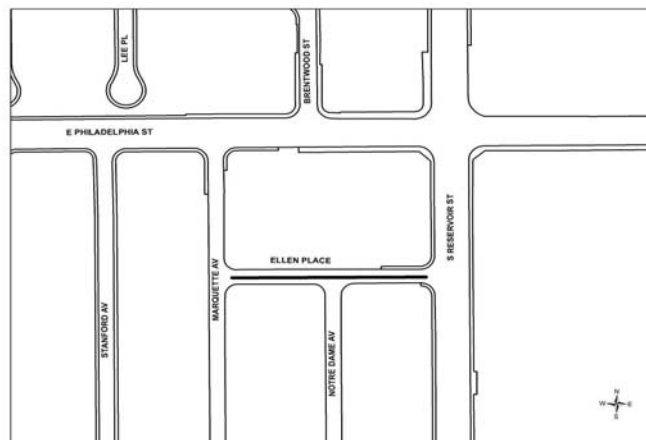 LEE PL
BRENTWOOD ST
E PHILADELPHIA ST
S RESERVOIR ST
ELLEN PLACE
MARQUETTE AV
STANFORD AV
NOTRE DAME AV
N
W
E
S